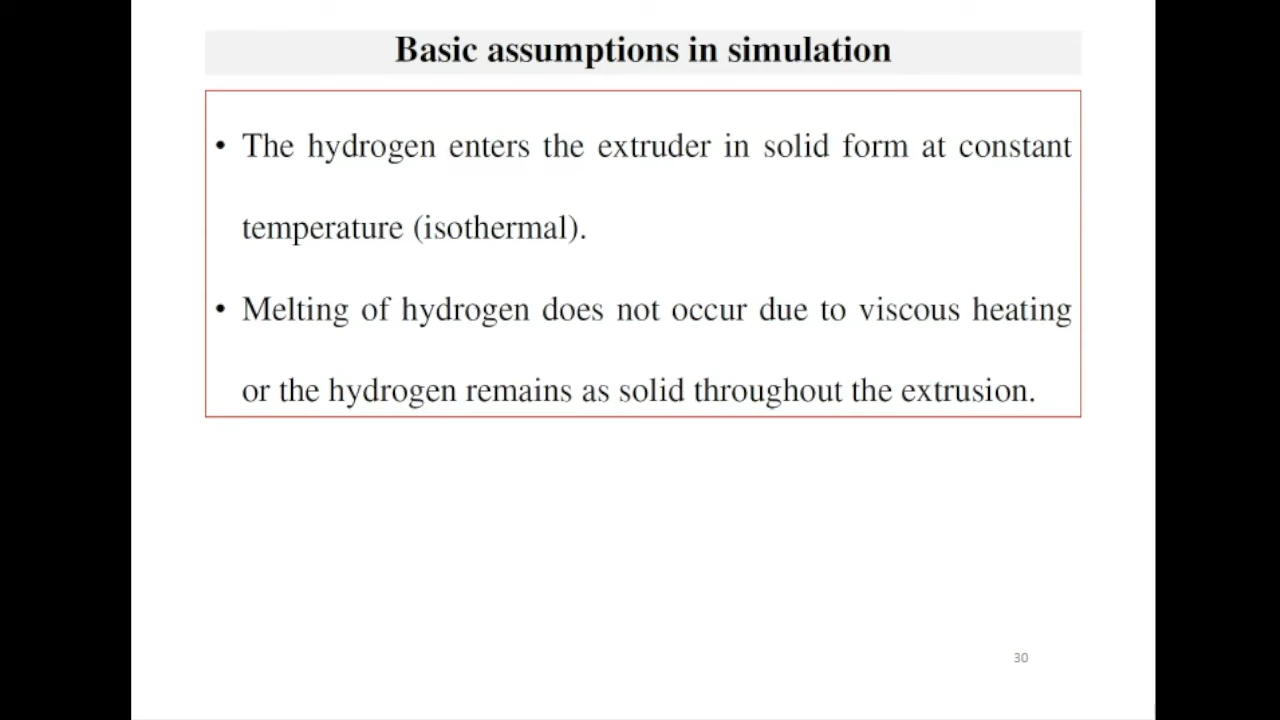 Basic assumptions in simulation
• The hydrogen enters the extruder in solid form at constant
temperature (isothermal).
• Melting of hydrogen does not occur due to viscous heating
or the hydrogen remains as solid throughout the extrusion.
30